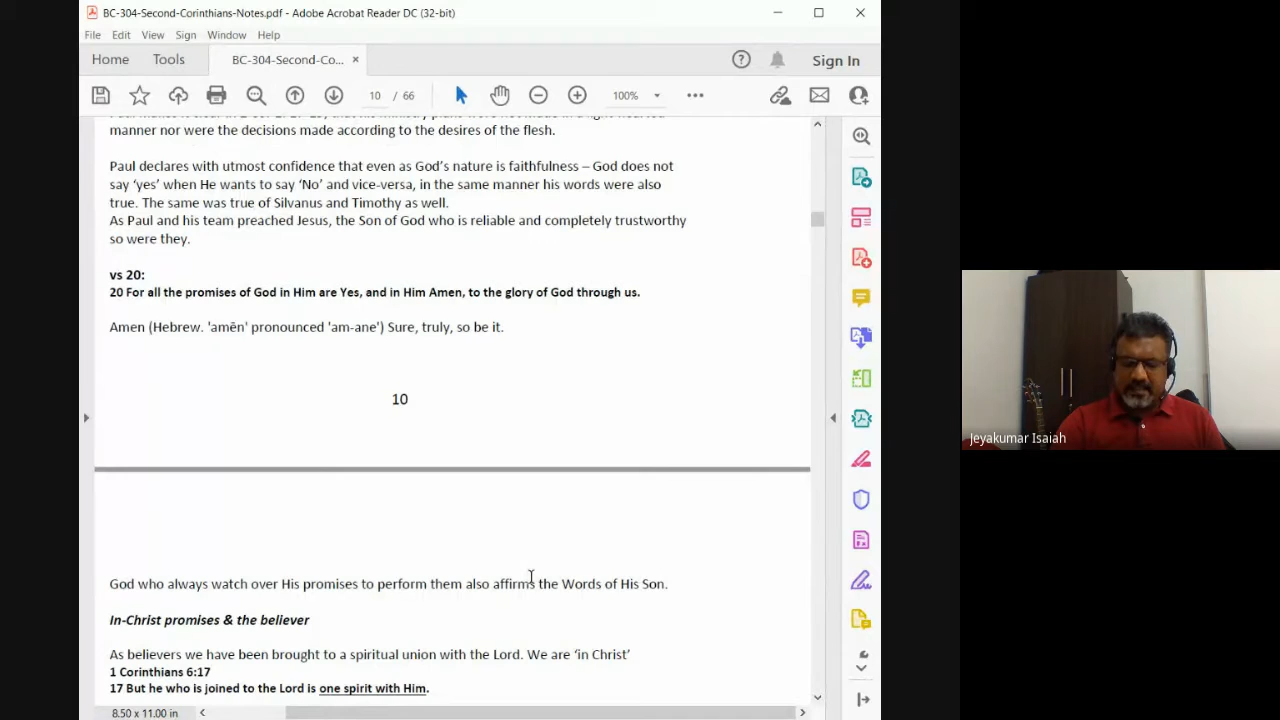 BC-304-Second-Corinthians-Notes.pdf - Adobe Acrobat Reader DC (32-bit)
File Edit View Sign Window Help
Home Tools BC-304-Second-Co... × Sign In
10 / 66 100%
manner nor were the decisions made according to the desires of the flesh.
Paul declares with utmost confidence that even as God's nature is faithfulness – God does not
say 'yes' when He wants to say 'No' and vice-versa, in the same manner his words were also
true. The same was true of Silvanus and Timothy as well.
As Paul and his team preached Jesus, the Son of God who is reliable and completely trustworthy
so were they.
vs 20:
20 For all the promises of God in Him are Yes, and in Him Amen, to the glory of God through us.
Amen (Hebrew. 'amēn' pronounced 'am-ane') Sure, truly, so be it.
10
God who always watch over His promises to perform them also affirms the Words of His Son.
In-Christ promises & the believer
As believers we have been brought to a spiritual union with the Lord. We are 'in Christ'
1 Corinthians 6:17
17 But he who is joined to the Lord is one spirit with Him.
8.50 x 11.00 in
Jeyakumar Isaiah